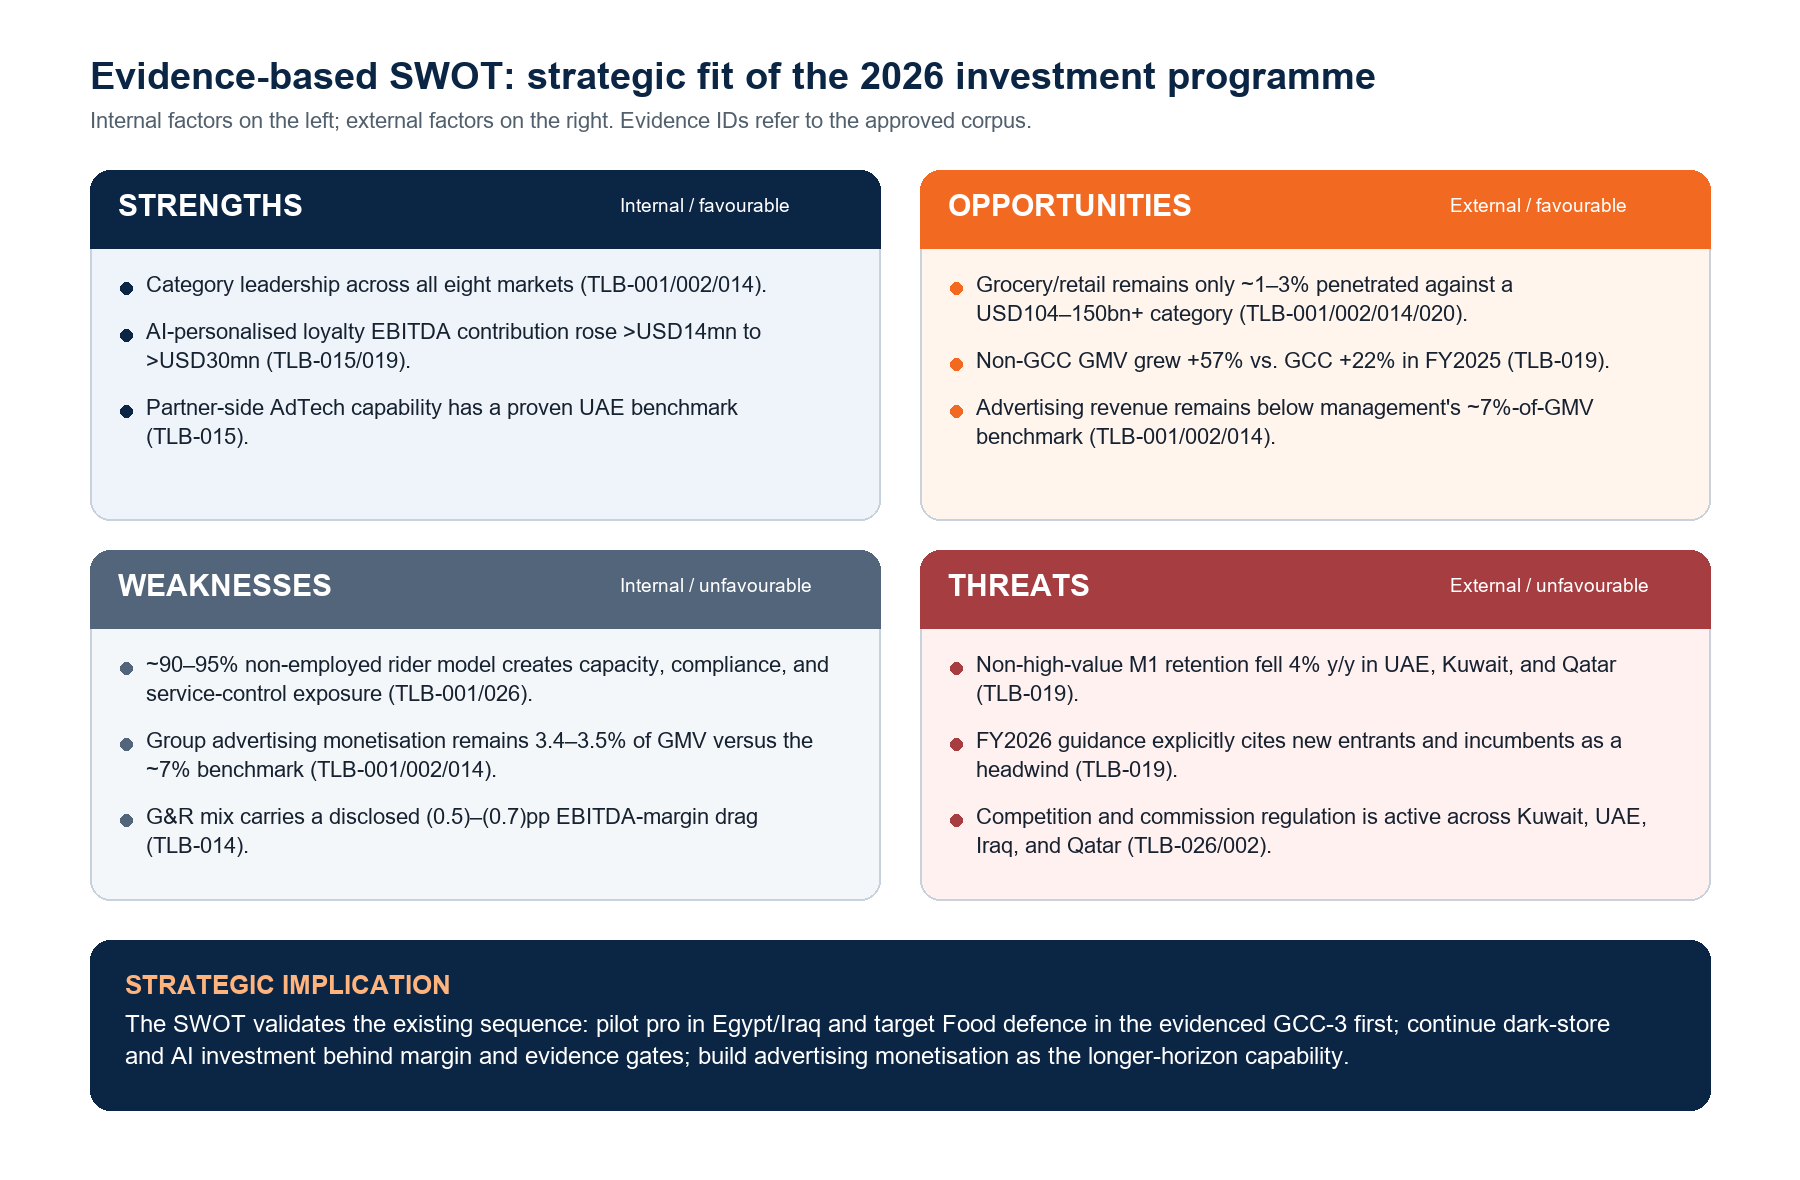 Evidence-based SWOT: strategic fit of the 2026 investment programme
Internal factors on the left; external factors on the right. Evidence IDs refer to the approved corpus.
STRENGTHS
Internal / favourable
Category leadership across all eight markets (TLB-001/002/014).
AI-personalised loyalty EBITDA contribution rose >USD14mn to
>USD30mn (TLB-015/019).
Partner-side AdTech capability has a proven UAE benchmark
(TLB-015).
OPPORTUNITIES
External / favourable
Grocery/retail remains only ~1–3% penetrated against a
USD104–150bn+ category (TLB-001/002/014/020).
Non-GCC GMV grew +57% vs. GCC +22% in FY2025 (TLB-019).
Advertising revenue remains below management's ~7%-of-GMV
benchmark (TLB-001/002/014).
WEAKNESSES
Internal / unfavourable
~90–95% non-employed rider model creates capacity, compliance, and
service-control exposure (TLB-001/026).
Group advertising monetisation remains 3.4–3.5% of GMV versus the
~7% benchmark (TLB-001/002/014).
G&R mix carries a disclosed (0.5)–(0.7)pp EBITDA-margin drag
(TLB-014).
THREATS
External / unfavourable
Non-high-value M1 retention fell 4% y/y in UAE, Kuwait, and Qatar
(TLB-019).
FY2026 guidance explicitly cites new entrants and incumbents as a
headwind (TLB-019).
Competition and commission regulation is active across Kuwait, UAE,
Iraq, and Qatar (TLB-026/002).
STRATEGIC IMPLICATION
The SWOT validates the existing sequence: pilot pro in Egypt/Iraq and target Food defence in the evidenced GCC-3 first; continue dark-store
and AI investment behind margin and evidence gates; build advertising monetisation as the longer-horizon capability.